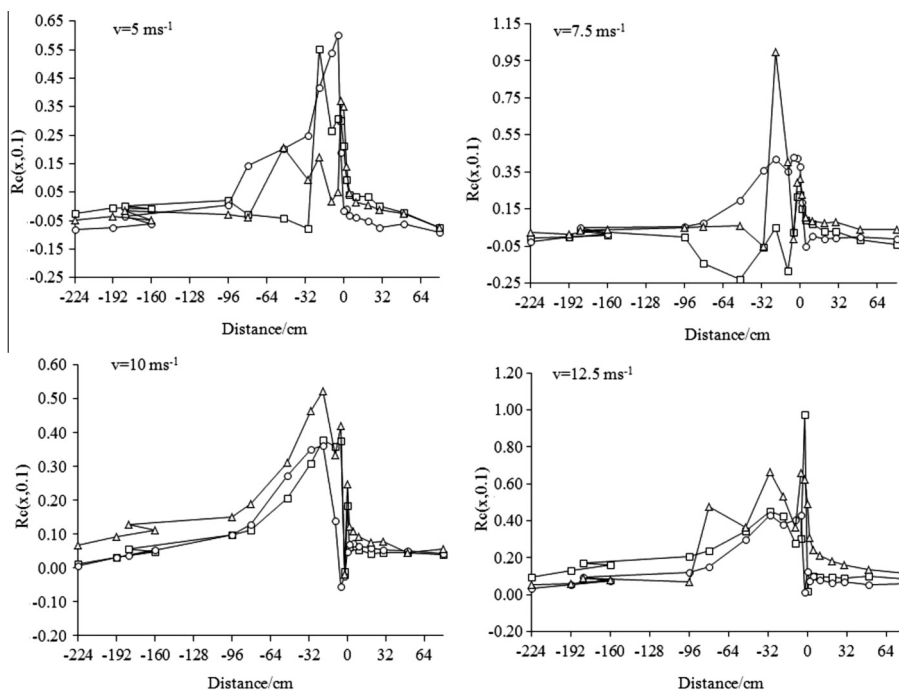 v=5 ms-1
0.65
0.55
0.45
0.35
0.25
0.15
0.05
-0.05
-0.15
-0.25
Rc(x,0.1)
-224 -192 -160 -128 -96 -64 -32 0 32 64
Distance/cm
v=7.5 ms-1
1.15
0.95
0.75
0.55
0.35
0.15
-0.05
-0.25
Rc(x,0.1)
-224 -192 -160 -128 -96 -64 -32 0 32 64
Distance/cm
v=10 ms-1
0.60
0.50
0.40
0.30
0.20
0.10
0.00
-0.10
-0.20
Rc(x,0.1)
-224 -192 -160 -128 -96 -64 -32 0 32 64
Distance/cm
v=12.5 ms-1
1.20
1.00
0.80
0.60
0.40
0.20
0.00
-0.20
Rc(x,0.1)
-224 -192 -160 -128 -96 -64 -32 0 32 64
Distance/cm